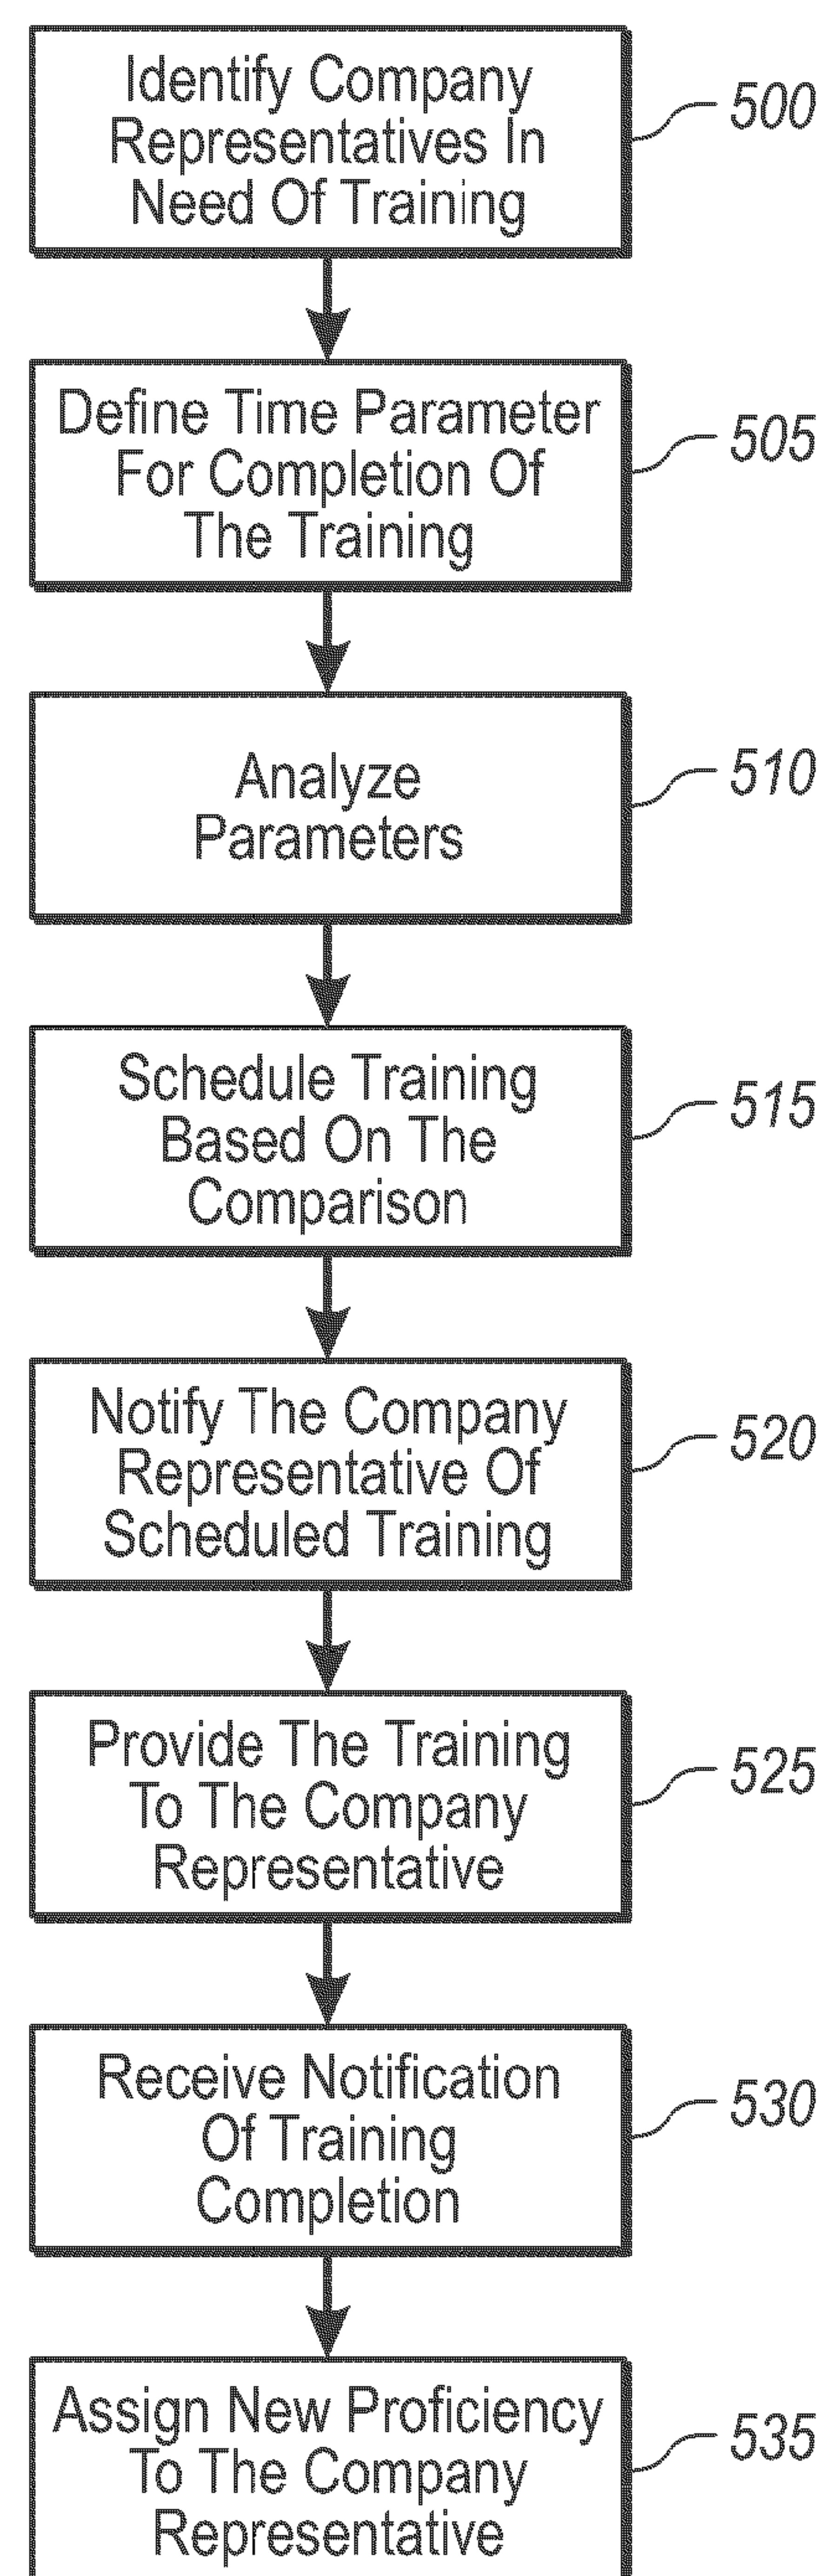 Identify Company
Representatives In
Need Of Training
500
Define Time Parameter
For Completion Of
The Training
505
Analyze
Parameters
510
Schedule Training
Based On The
Comparison
515
Notify The Company
Representative Of
Scheduled Training
520
Provide The Training
To The Company
Representative
525
Receive Notification
Of Training
Completion
530
Assign New Proficiency
To The Company
Representative
535